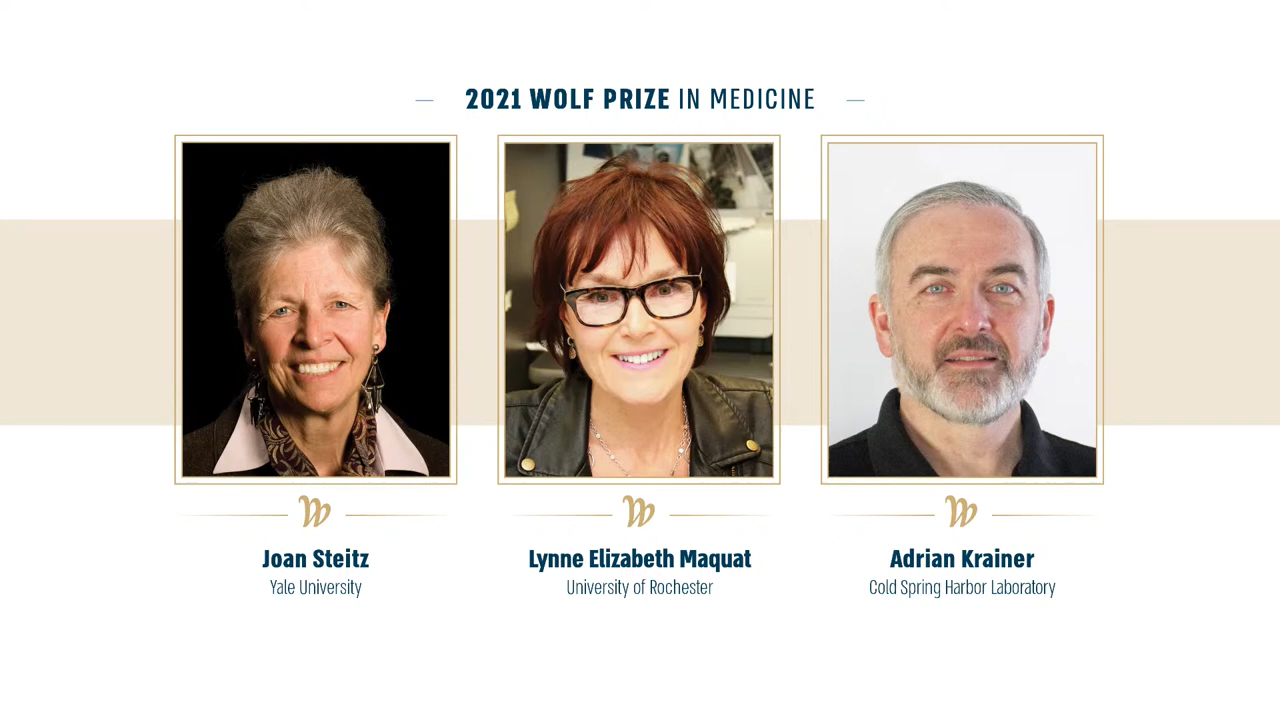 2021 WOLF PRIZE IN MEDICINE
Joan Steitz
Yale University
Lynne Elizabeth Maquat
University of Rochester
Adrian Krainer
Cold Spring Harbor Laboratory